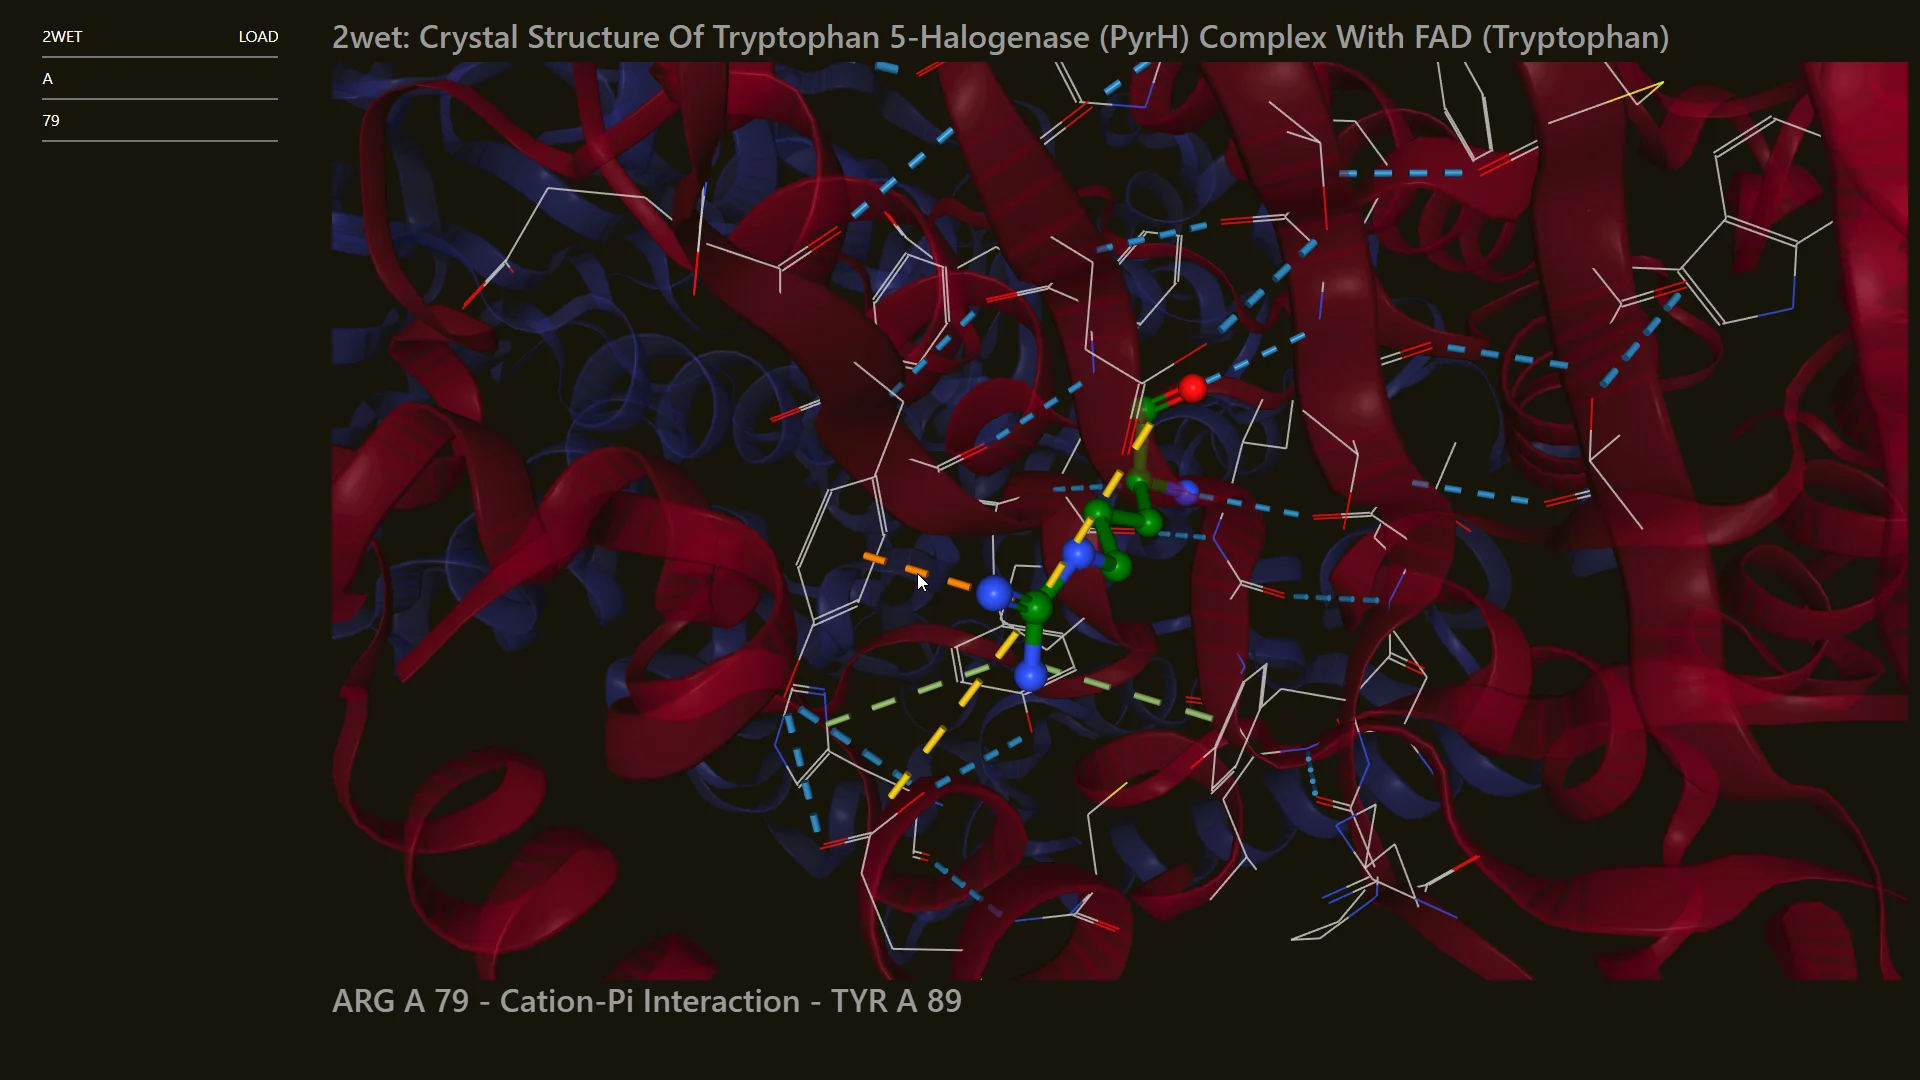 2WET LOAD
2wet: Crystal Structure Of Tryptophan 5-Halogenase (PyrH) Complex With FAD (Tryptophan)
A
79
ARG A 79 - Cation-Pi Interaction - TYR A 89